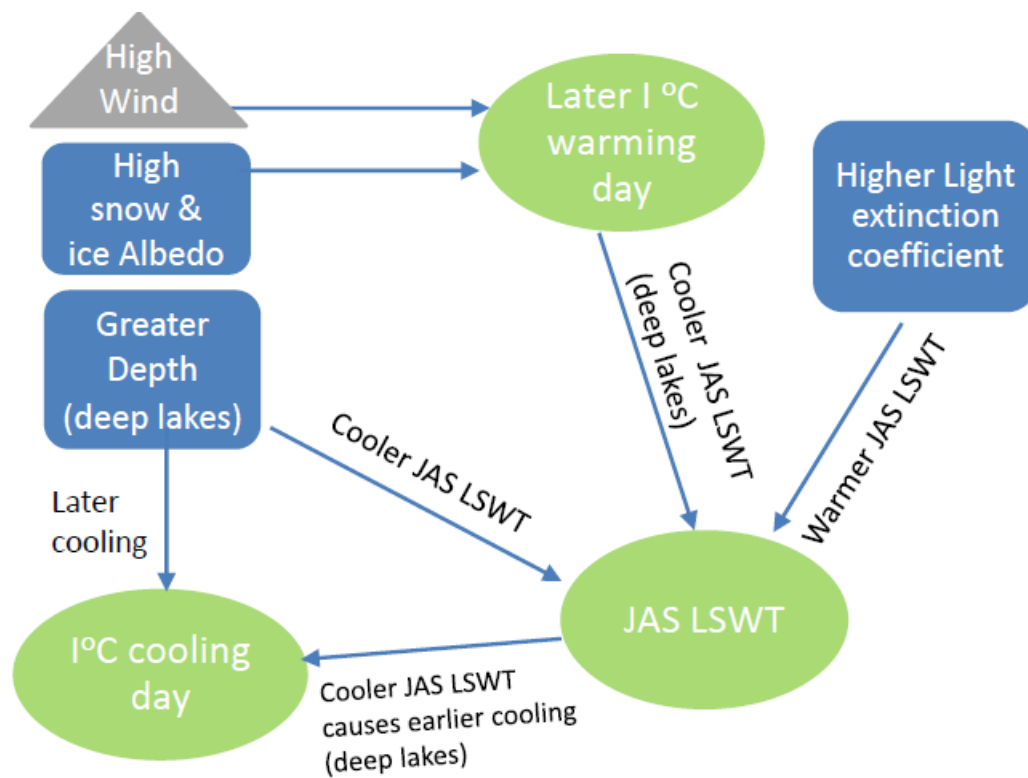 High
Wind
High
snow &
ice Albedo
Greater
Depth
(deep lakes)
Later
cooling
Later I ºC
warming
day
Higher Light
extinction
coefficient
Cooler JAS LSWT
(deep lakes)
Cooler JAS LSWT
Warmer JAS LSWT
JAS LSWT
IºC cooling
day
Cooler JAS LSWT
causes earlier cooling
(deep lakes)